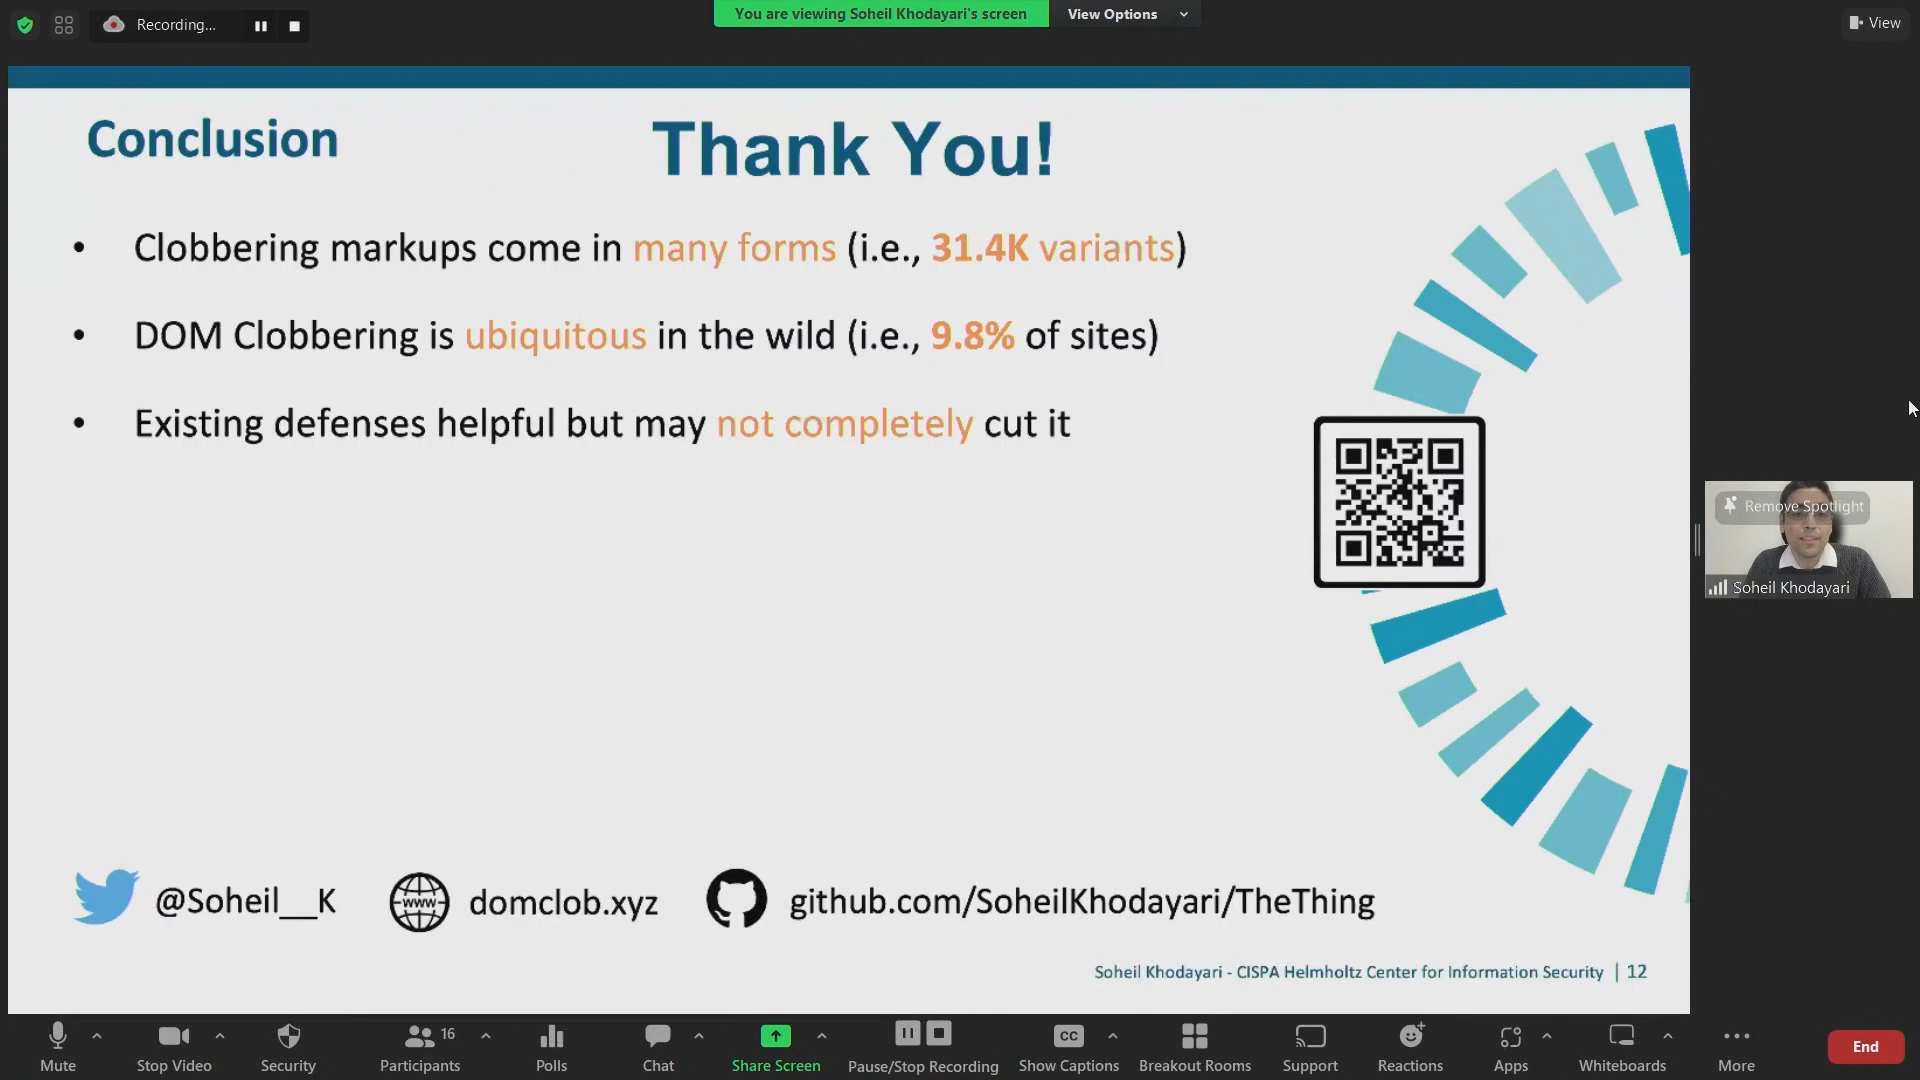 Recording...
You are viewing Soheil Khodayari's screen
View Options
View
Conclusion
Thank You!
• Clobbering markups come in many forms (i.e., 31.4K variants)
• DOM Clobbering is ubiquitous in the wild (i.e., 9.8% of sites)
• Existing defenses helpful but may not completely cut it
Remove Spotlight
Soheil Khodayari
@Soheil__K
www
domclob.xyz
github.com/SoheilKhodayari/TheThing
Soheil Khodayari - CISPA Helmholtz Center for Information Security | 12
16
CC
Mute
Stop Video
Security
Participants
Polls
Chat
Share Screen
Pause/Stop Recording
Show Captions
Breakout Rooms
Support
Reactions
Apps
Whiteboards
More
End